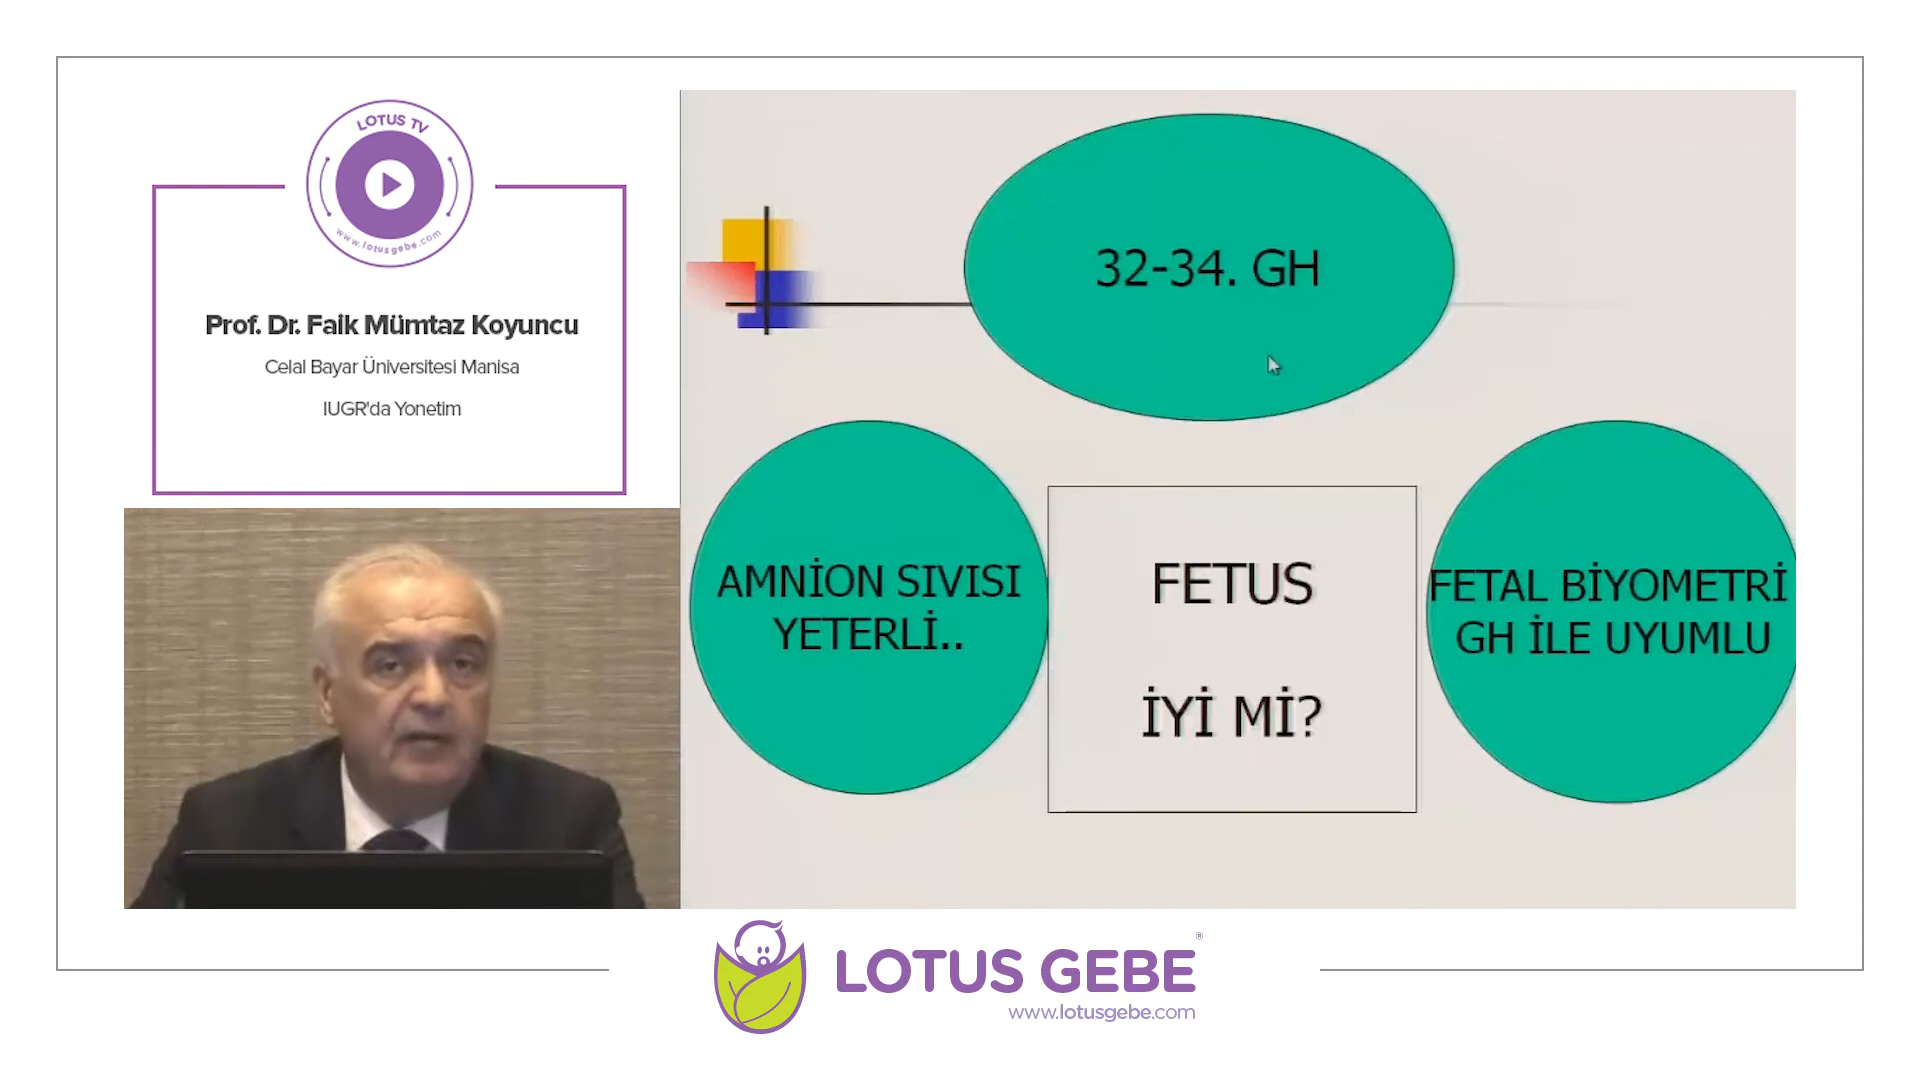 LOTUS TV
www.lotusgebe.com
Prof. Dr. Faik Mümtaz Koyuncu
Celal Bayar Üniversitesi Manisa
IUGR'da Yonetim
32-34. GH
AMNİON SIVISI
YETERLİ..
FETUS
İYİ Mİ?
FETAL BİYOMETRİ
GH İLE UYUMLU
LOTUS GEBE®
www.lotusgebe.com